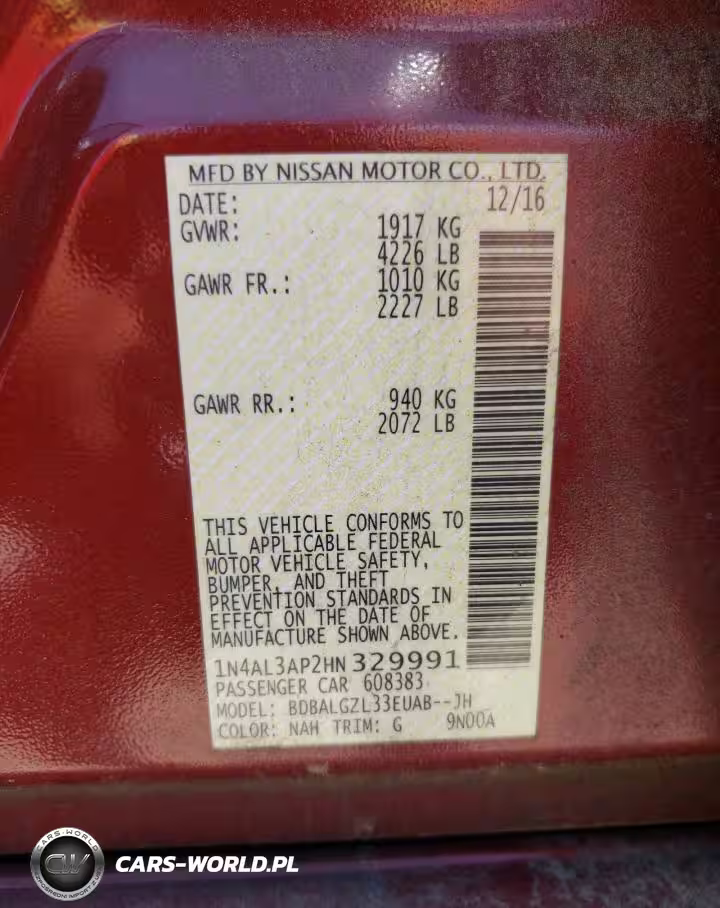 MFD BY NISSAN MOTOR CO., LTD.
DATE: 12/16
GVWR: 1917 KG
4226 LB
GAWR FR.: 1010 KG
2227 LB
GAWR RR.: 940 KG
2072 LB
THIS VEHICLE CONFORMS TO
ALL APPLICABLE FEDERAL
MOTOR VEHICLE SAFETY,
BUMPER, AND THEFT
PREVENTION STANDARDS IN
EFFECT ON THE DATE OF
MANUFACTURE SHOWN ABOVE.
1N4AL3AP2HN 329991
PASSENGER CAR 608383
MODEL: BDBALGZL33EUAB--JH
COLOR: NAH TRIM: G 9N00A
CARS-WORLD
CW
CARS-WORLD.PL